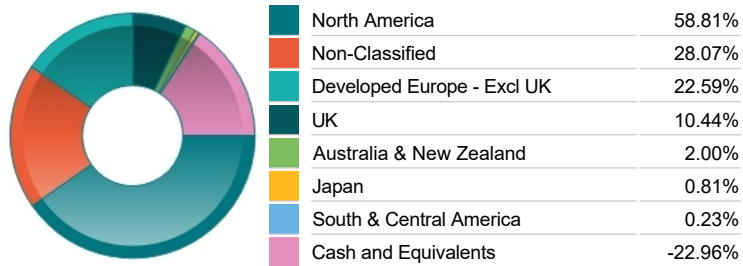 North America 58.81%
Non-Classified 28.07%
Developed Europe - Excl UK 22.59%
UK 10.44%
Australia & New Zealand 2.00%
Japan 0.81%
South & Central America 0.23%
Cash and Equivalents -22.96%